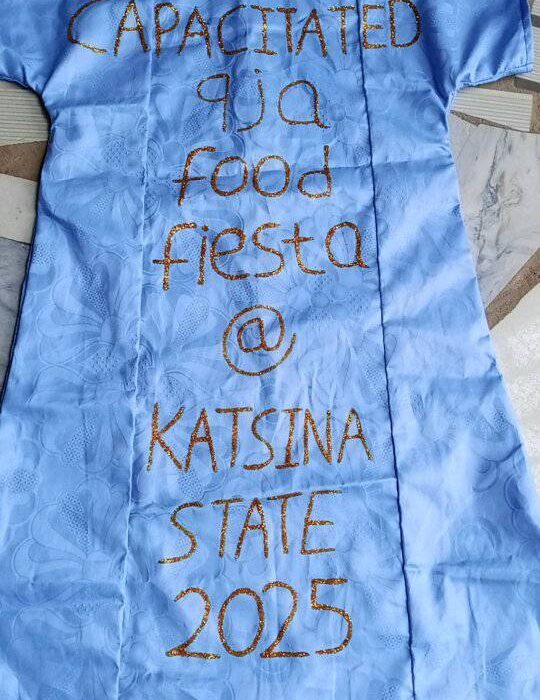 CAPACITATED
9ja
food
fiesta
@
KATSINA
STATE
2025